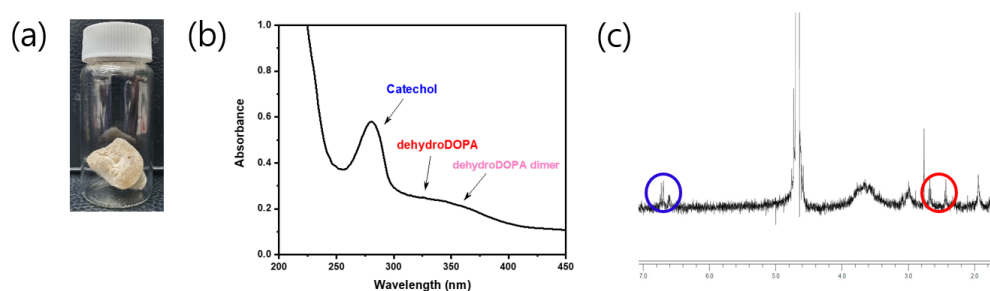 (a)
(b)
(c)
1.0
0.8
0.6
0.4
0.2
0.0
Absorbance
Catechol
dehydroDOPA
dehydroDOPA dimer
200 250 300 350 400 450
Wavelength (nm)
7.0 6.0 5.0 4.0 3.0 2.0